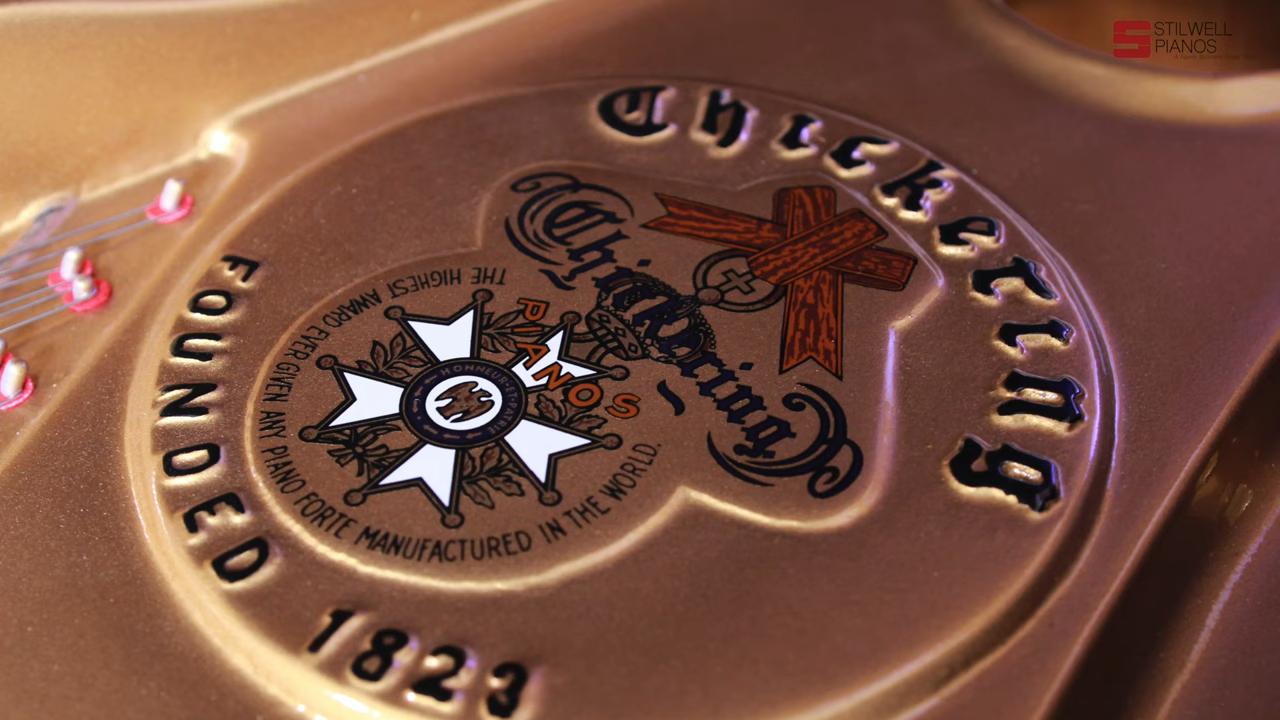 STILWELL
PIANOS
Chickering
Chickering
PIANOS
HONNEUR·ET·PATRIE
THE HIGHEST AWARD EVER GIVEN ANY PIANO FORTE MANUFACTURED IN THE WORLD.
FOUNDED 1823